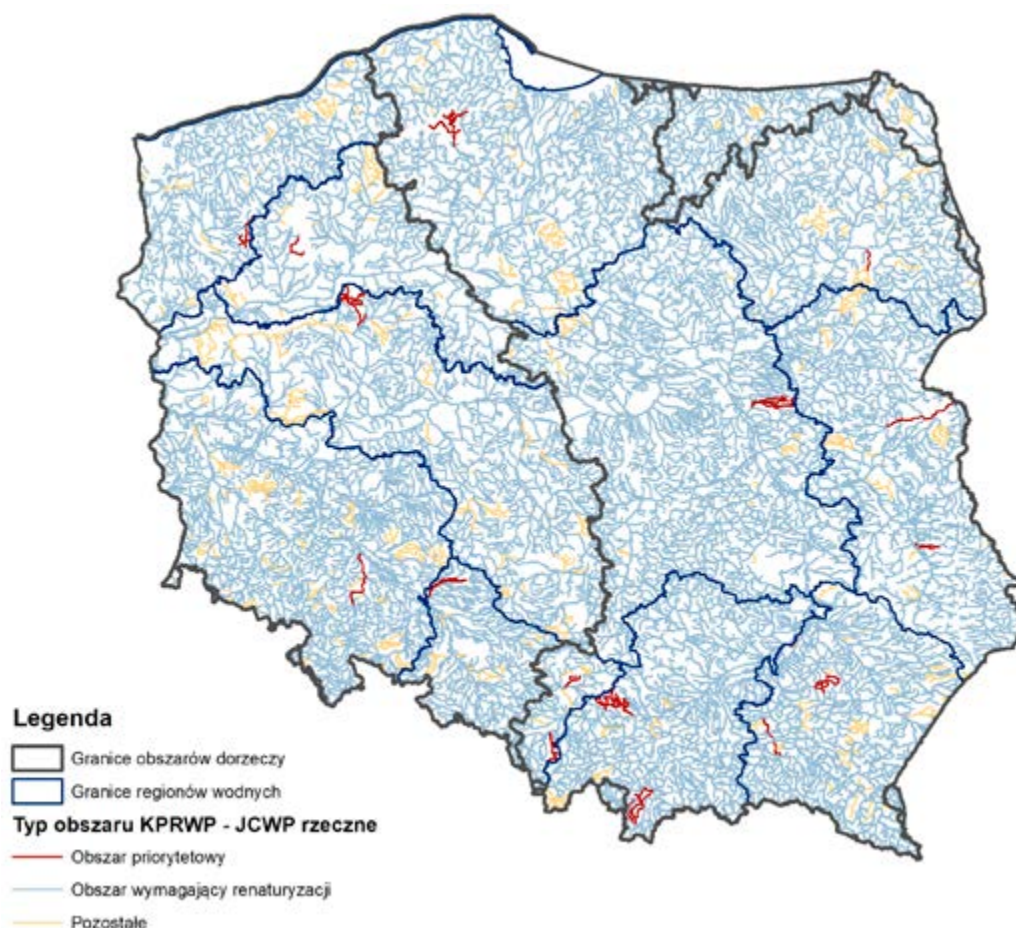 Legenda
Granice obszarów dorzeczy
Granice regionów wodnych
Typ obszaru KPRWP - JCWP rzeczne
Obszar priorytetowy
Obszar wymagający renaturyzacji
Pozostałe